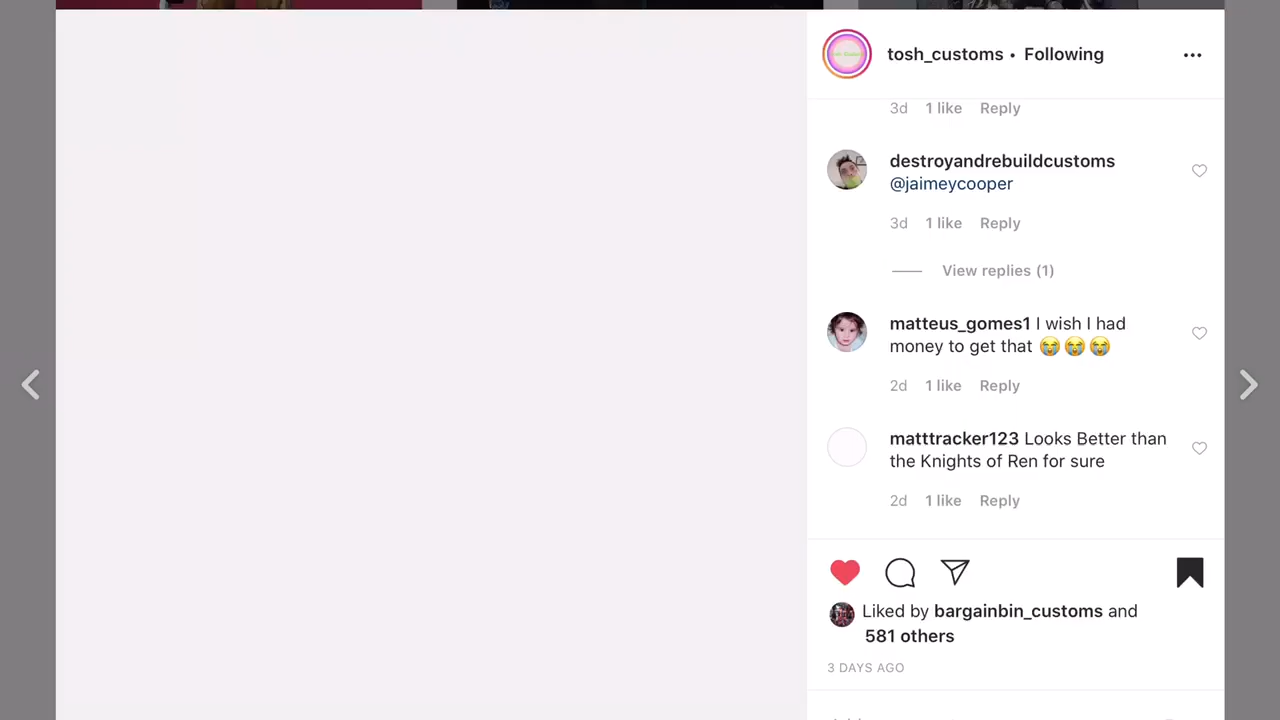 tosh_customs • Following
3d 1 like Reply
destroyandrebuildcustoms
@jaimeycooper
3d 1 like Reply
View replies (1)
matteus_gomes1 I wish I had
money to get that 😭😭😭
2d 1 like Reply
matttracker123 Looks Better than
the Knights of Ren for sure
2d 1 like Reply
Liked by bargainbin_customs and
581 others
3 DAYS AGO